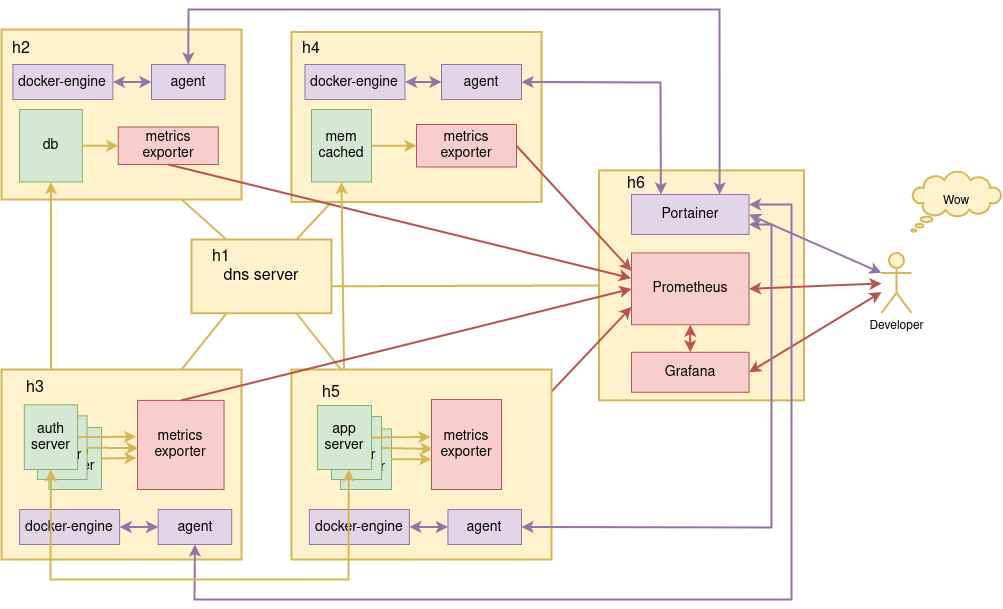 h2
docker-engine
agent
db
metrics
exporter
h4
docker-engine
agent
mem
cached
metrics
exporter
h1
dns server
h6
Portainer
Prometheus
Grafana
Wow
Developer
h3
auth
server
r
er
metrics
exporter
docker-engine
agent
h5
app
server
r
r
metrics
exporter
docker-engine
agent